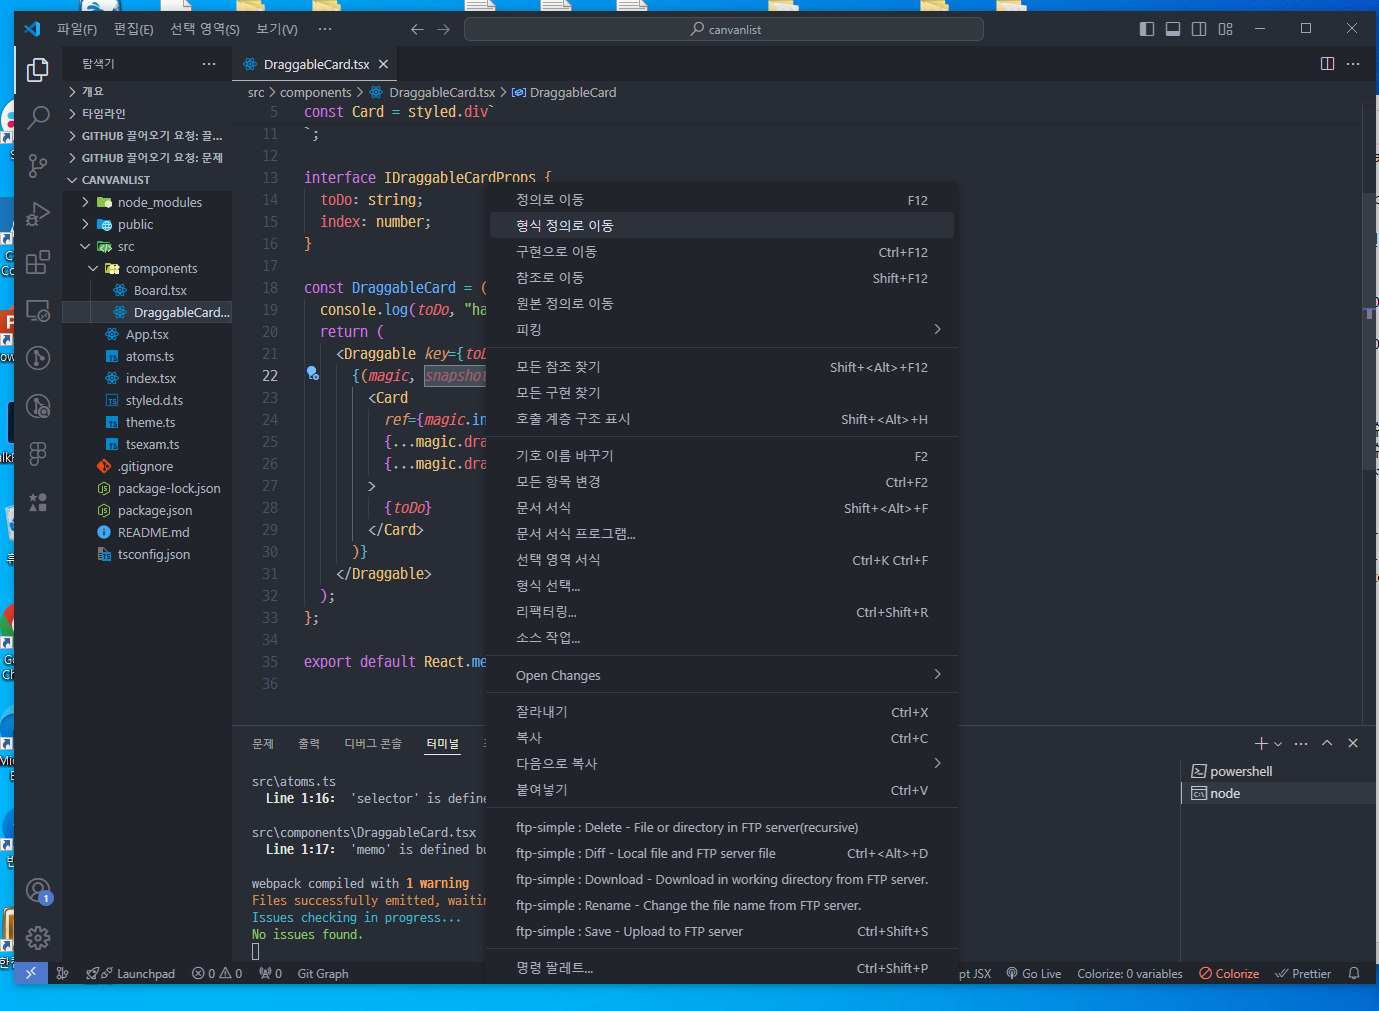 파일(F) 편집(E) 선택 영역(S) 보기(V) ···
canvanlist
탐색기 ···
DraggableCard.tsx
개요
타임라인
GITHUB 끌어오기 요청: 끌...
GITHUB 끌어오기 요청: 문제
CANVANLIST
node_modules
public
src
components
Board.tsx
DraggableCard...
App.tsx
atoms.ts
index.tsx
styled.d.ts
theme.ts
tsexam.ts
.gitignore
package-lock.json
package.json
README.md
tsconfig.json
src > components > DraggableCard.tsx > DraggableCard
5 const Card = styled.div`
11 `;
12
13 interface IDraggableCardProps {
14 toDo: string;
15 index: number;
16 }
17
18 const DraggableCard = (
19 console.log(toDo, "ha
20 return (
21 <Draggable key={toD
22 {(magic, snapshot
23 <Card
24 ref={magic.in
25 {...magic.dra
26 {...magic.dra
27 >
28 {toDo}
29 </Card>
30 )}
31 </Draggable>
32 );
33 };
34
35 export default React.me
36
정의로 이동 F12
형식 정의로 이동
구현으로 이동 Ctrl+F12
참조로 이동 Shift+F12
원본 정의로 이동
피킹
모든 참조 찾기 Shift+<Alt>+F12
모든 구현 찾기
호출 계층 구조 표시 Shift+<Alt>+H
기호 이름 바꾸기 F2
모든 항목 변경 Ctrl+F2
문서 서식 Shift+<Alt>+F
문서 서식 프로그램...
선택 영역 서식 Ctrl+K Ctrl+F
형식 선택...
리팩터링... Ctrl+Shift+R
소스 작업...
Open Changes
잘라내기 Ctrl+X
복사 Ctrl+C
다음으로 복사
붙여넣기 Ctrl+V
ftp-simple : Delete - File or directory in FTP server(recursive)
ftp-simple : Diff - Local file and FTP server file Ctrl+<Alt>+D
ftp-simple : Download - Download in working directory from FTP server.
ftp-simple : Rename - Change the file name from FTP server.
ftp-simple : Save - Upload to FTP server Ctrl+Shift+S
명령 팔레트... Ctrl+Shift+P
문제 출력 디버그 콘솔 터미널
src\atoms.ts
Line 1:16: 'selector' is define
src\components\DraggableCard.tsx
Line 1:17: 'memo' is defined bu
webpack compiled with 1 warning
Files successfully emitted, waitin
Issues checking in progress...
No issues found.
powershell
node
1
Launchpad 0 0 0 Git Graph
pt JSX Go Live Colorize: 0 variables Colorize Prettier